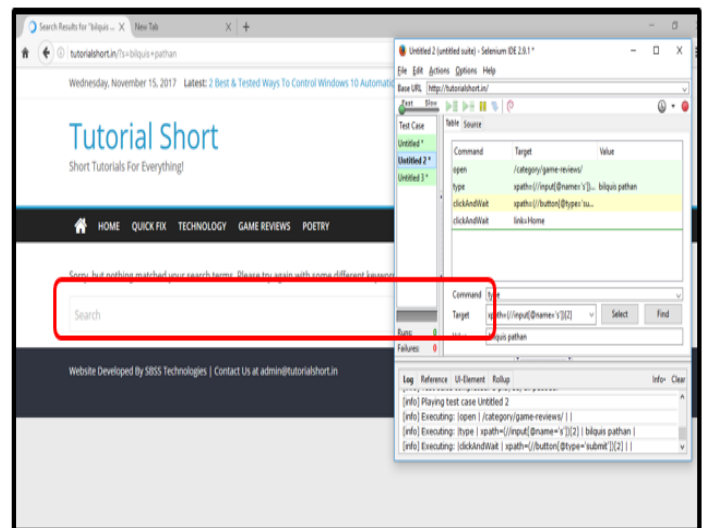 Search Results for "bilquis ... X New Tab X +
tutorialshort.in/?s=bilquis+pathan
Wednesday, November 15, 2017 Latest: 2 Best & Tested Ways To Control Windows 10 Automatic
Tutorial Short
Short Tutorials For Everything!
HOME QUICK FIX TECHNOLOGY GAME REVIEWS POETRY
Sorry, but nothing matched your search terms. Please try again with some different keywor
Search
Website Developed By SBSS Technologies | Contact Us at admin@tutorialshort.in
Untitled 2 (untitled suite) - Selenium IDE 2.9.1 *
File Edit Actions Options Help
Base URL http://tutorialshort.in/
Fast Slow
Test Case
Untitled *
Untitled 2 *
Untitled 3 *
Table Source
Command Target Value
open /category/game-reviews/
type xpath=(//input[@name='s'])... bilquis pathan
clickAndWait xpath=(//button[@type='su...
clickAndWait link=Home
Command type
Target xpath=(//input[@name='s'])[2] Select Find
Value bilquis pathan
Runs: 0
Failures: 0
Log Reference UI-Element Rollup Info Clear
[info] Playing test case Untitled 2
[info] Executing: |open | /category/game-reviews/ | |
[info] Executing: |type | xpath=(//input[@name='s'])[2] | bilquis pathan |
[info] Executing: |clickAndWait | xpath=(//button[@type='submit'])[2] | |